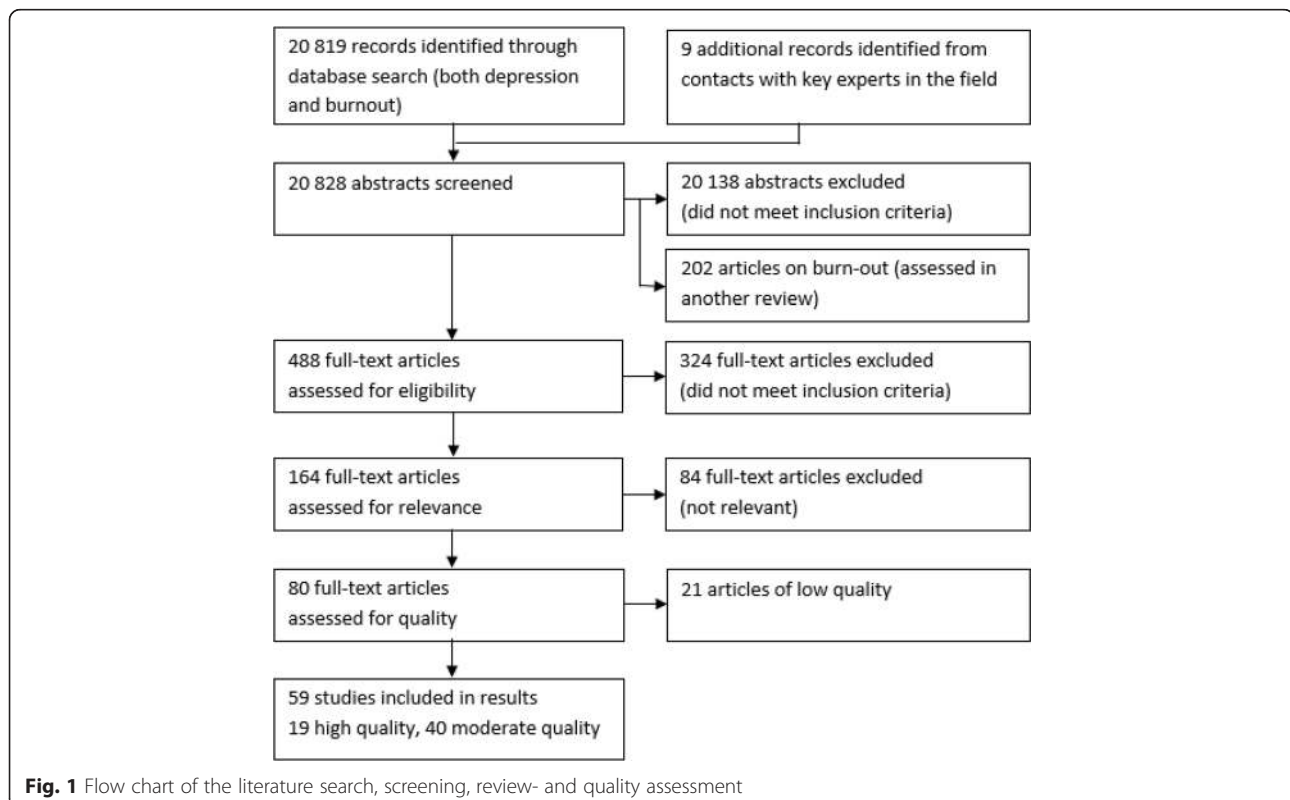 20 819 records identified through
database search (both depression
and burnout)
9 additional records identified from
contacts with key experts in the field
20 828 abstracts screened
20 138 abstracts excluded
(did not meet inclusion criteria)
202 articles on burn-out (assessed in
another review)
488 full-text articles
assessed for eligibility
324 full-text articles excluded
(did not meet inclusion criteria)
164 full-text articles
assessed for relevance
84 full-text articles excluded
(not relevant)
80 full-text articles
assessed for quality
21 articles of low quality
59 studies included in results
19 high quality, 40 moderate quality
Fig. 1 Flow chart of the literature search, screening, review- and quality assessment